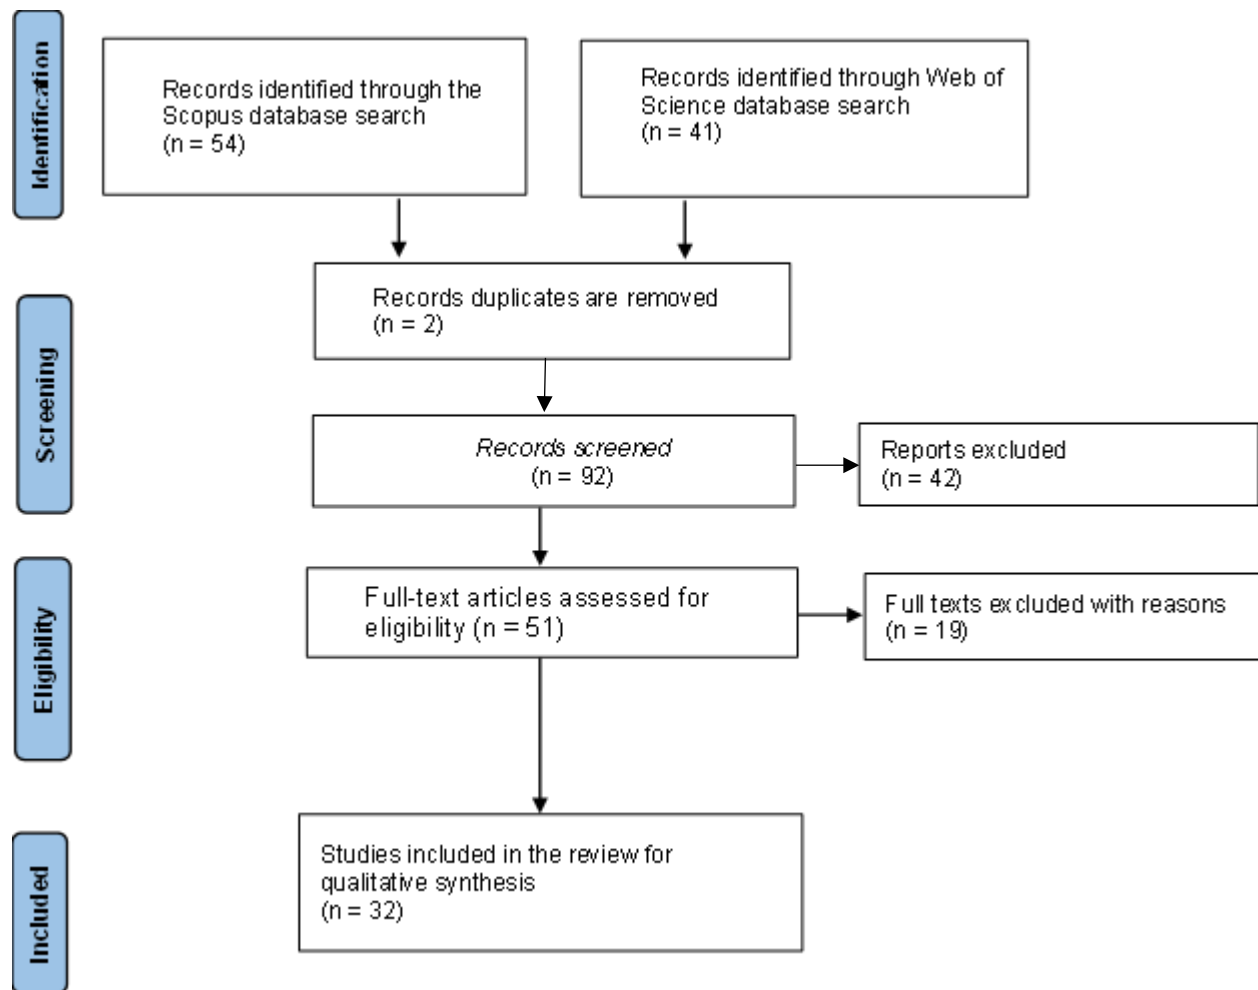 Identification
Records identified through the
Scopus database search
(n = 54)
Records identified through Web of
Science database search
(n = 41)
Records duplicates are removed
(n = 2)
Screening
Records screened
(n = 92)
Reports excluded
(n = 42)
Eligibility
Full-text articles assessed for
eligibility (n = 51)
Full texts excluded with reasons
(n = 19)
Included
Studies included in the review for
qualitative synthesis
(n = 32)